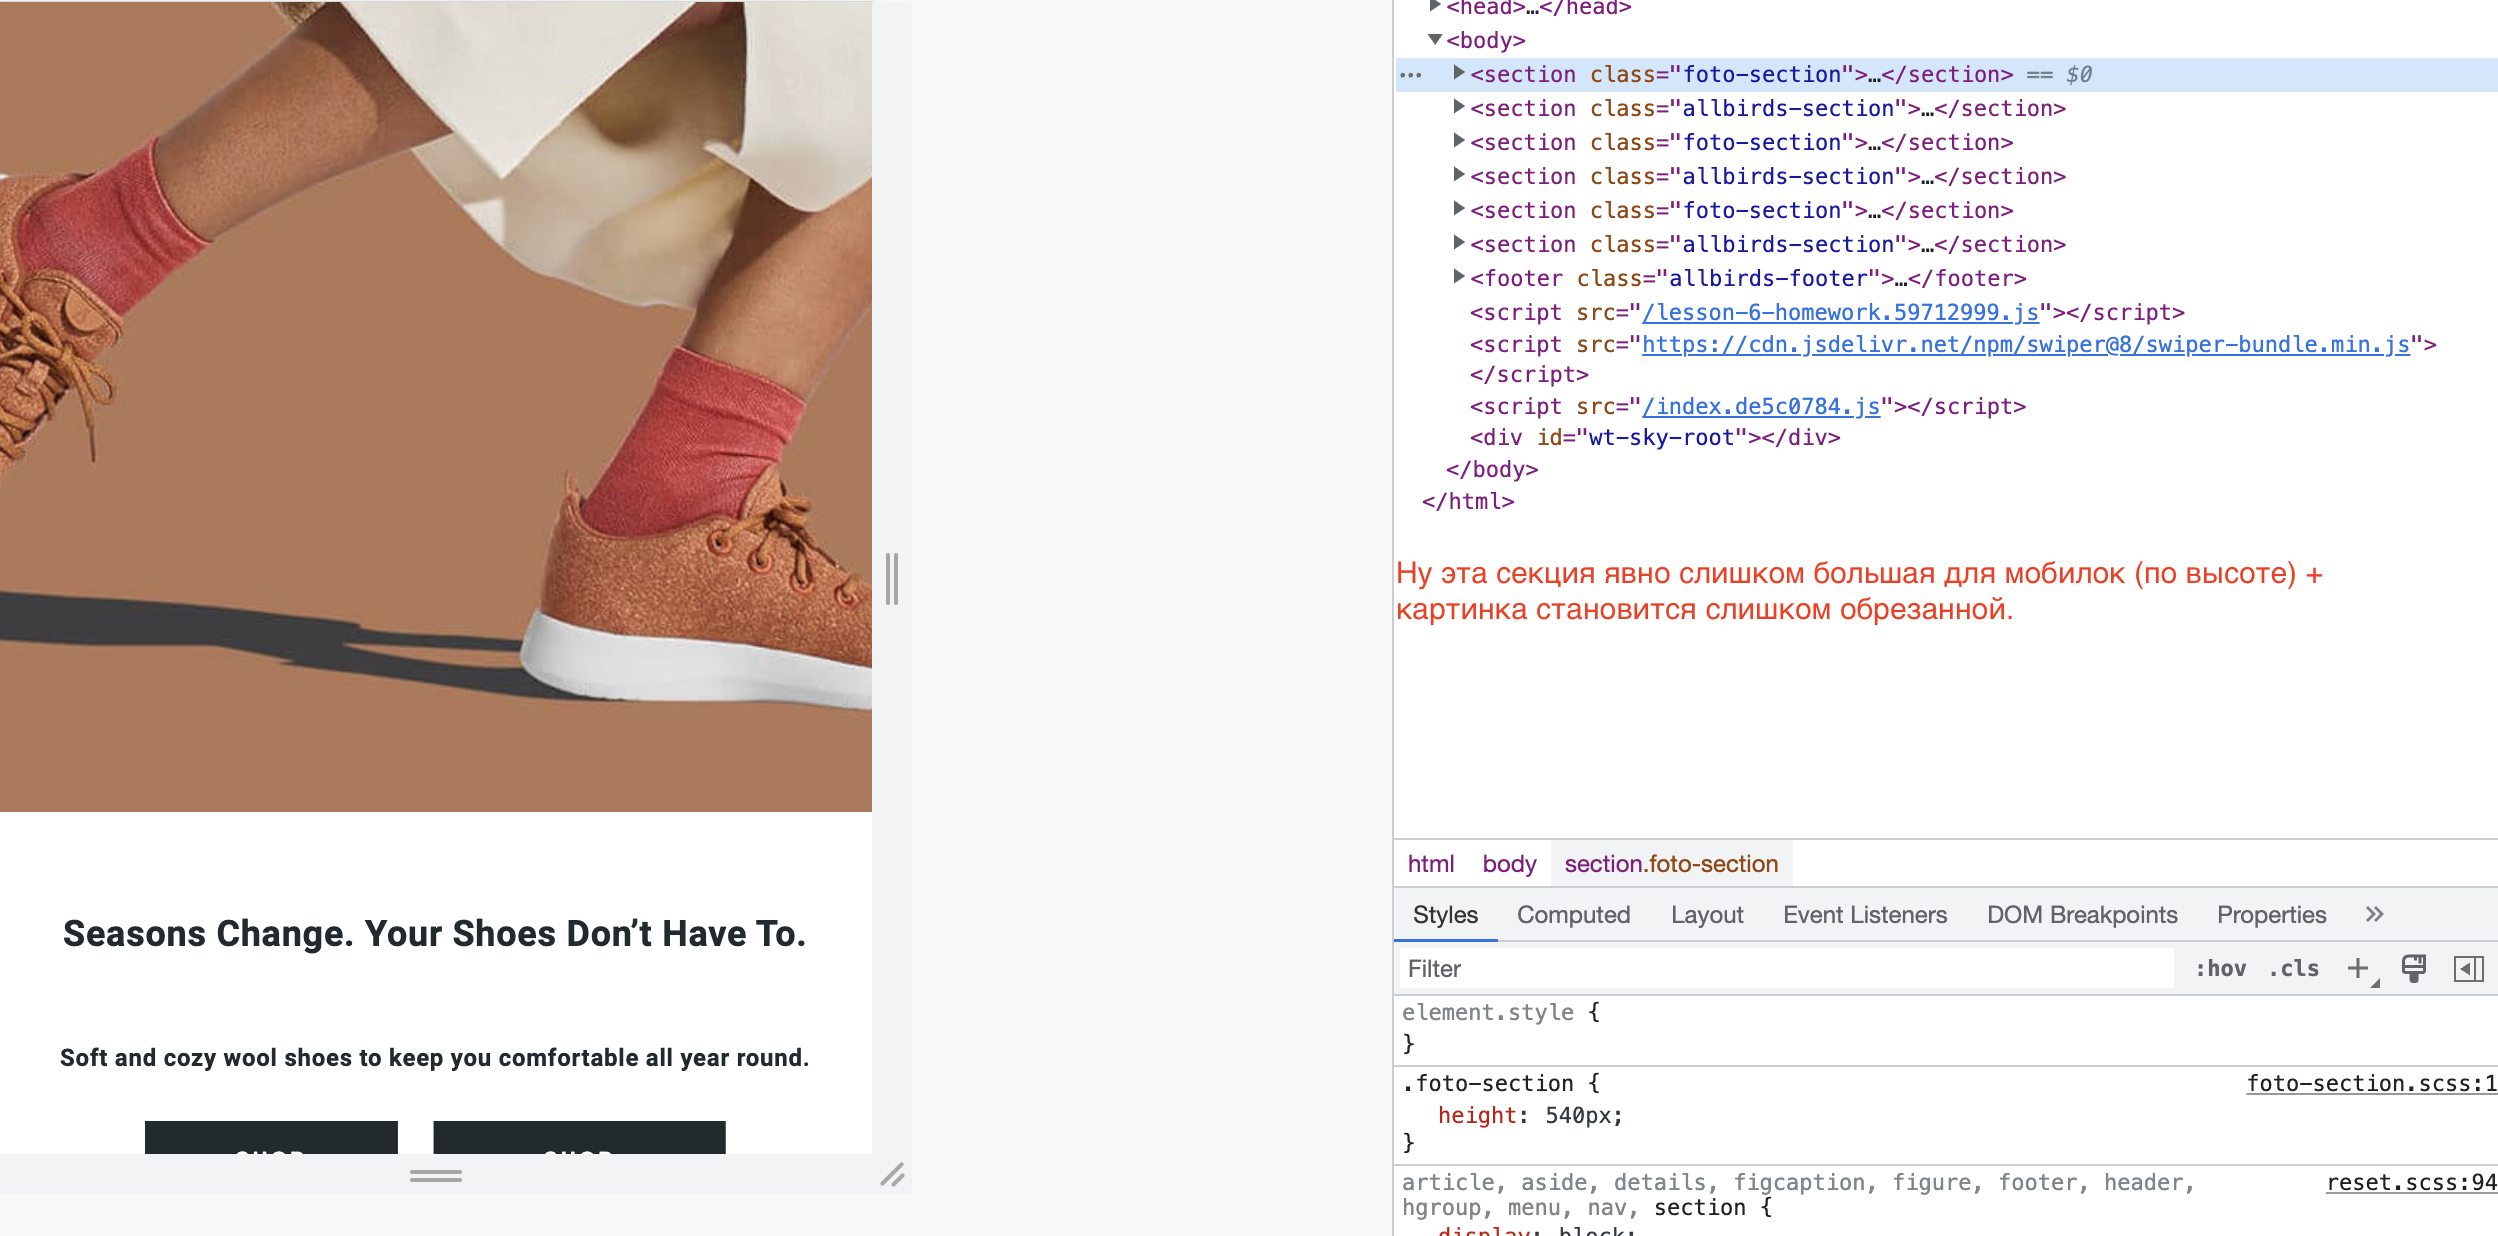 <head>…</head>
<body>
<section class="foto-section">…</section> == $0
<section class="allbirds-section">…</section>
<section class="foto-section">…</section>
<section class="allbirds-section">…</section>
<section class="foto-section">…</section>
<section class="allbirds-section">…</section>
<footer class="allbirds-footer">…</footer>
<script src="/lesson-6-homework.59712999.js"></script>
<script src="https://cdn.jsdelivr.net/npm/swiper@8/swiper-bundle.min.js">
</script>
<script src="/index.de5c0784.js"></script>
<div id="wt-sky-root"></div>
</body>
</html>
Ну эта секция явно слишком большая для мобилок (по высоте) +
картинка становится слишком обрезанной.
html body section.foto-section
Styles Computed Layout Event Listeners DOM Breakpoints Properties »
Filter :hov .cls +
element.style {
}
.foto-section { foto-section.scss:1
height: 540px;
}
article, aside, details, figcaption, figure, footer, header, reset.scss:94
hgroup, menu, nav, section {
display: block;
Seasons Change. Your Shoes Don’t Have To.
Soft and cozy wool shoes to keep you comfortable all year round.
SHOP SHOP